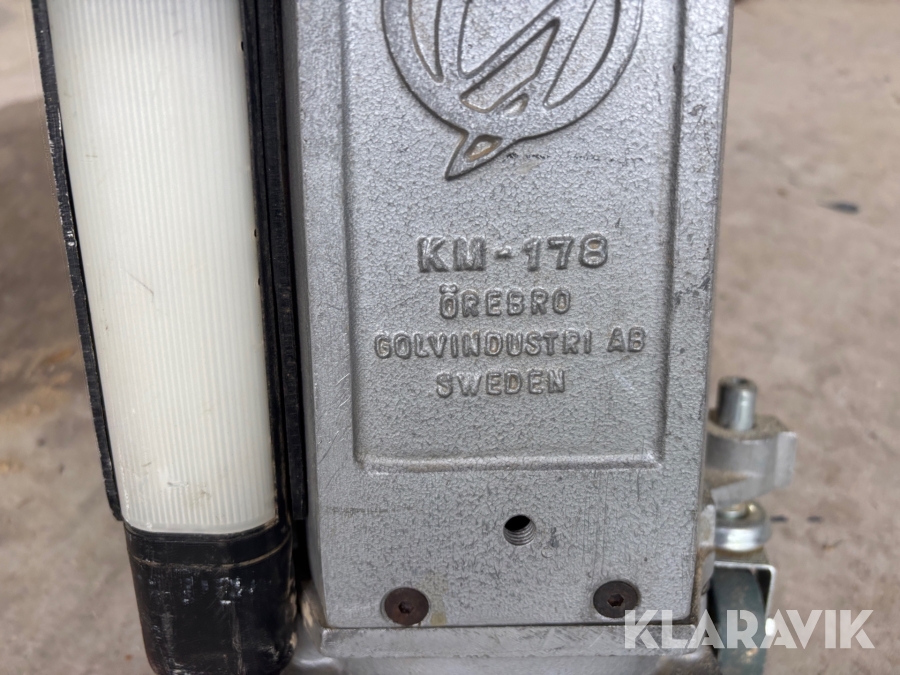 KM-178
ÖREBRO
GOLVINDUSTRI AB
SWEDEN
KLARAVIK